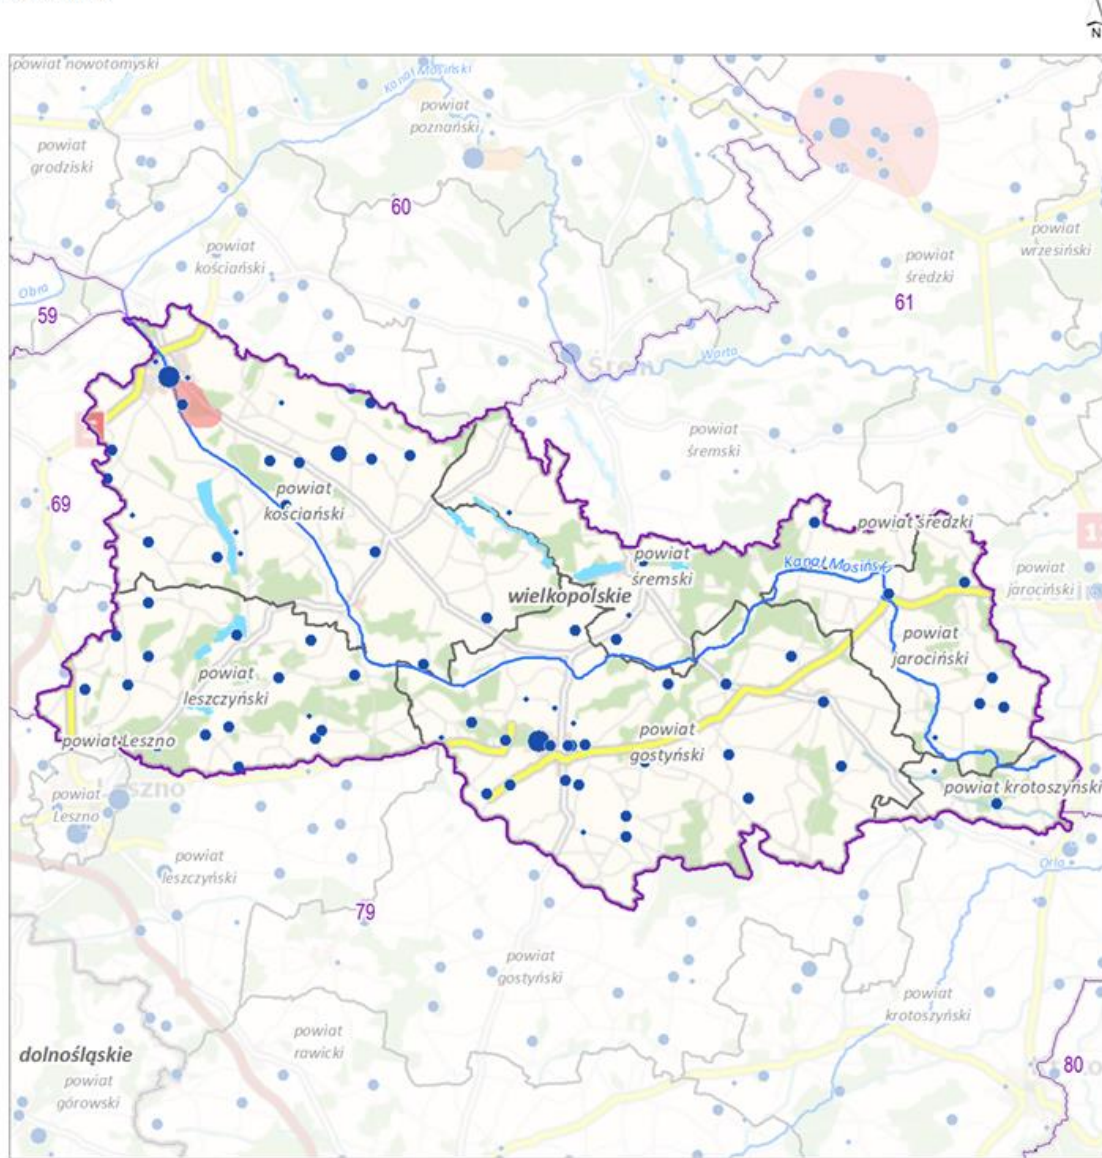 N
powiat nowotomyski
Kanał Mosiński
powiat
poznański
powiat
grodziski
60
powiat
kościański
powiat
wrzesiński
powiat
średzki
Obra
59
61
Śrem
Warta
powiat
śremski
69
powiat
kościański
powiat średzki
powiat
śremski
Kanał Mosińsk
powiat
jarociński
wielkopolskie
powiat
jarociński
powiat
leszczyński
powiat Leszno
powiat
gostyński
powiat krotoszyński
powiat
Leszno
szno
powiat
leszczyński
Orla
79
powiat
gostyński
powiat
krotoszyński
powiat
rawicki
dolnośląskie
powiat
górowski
80